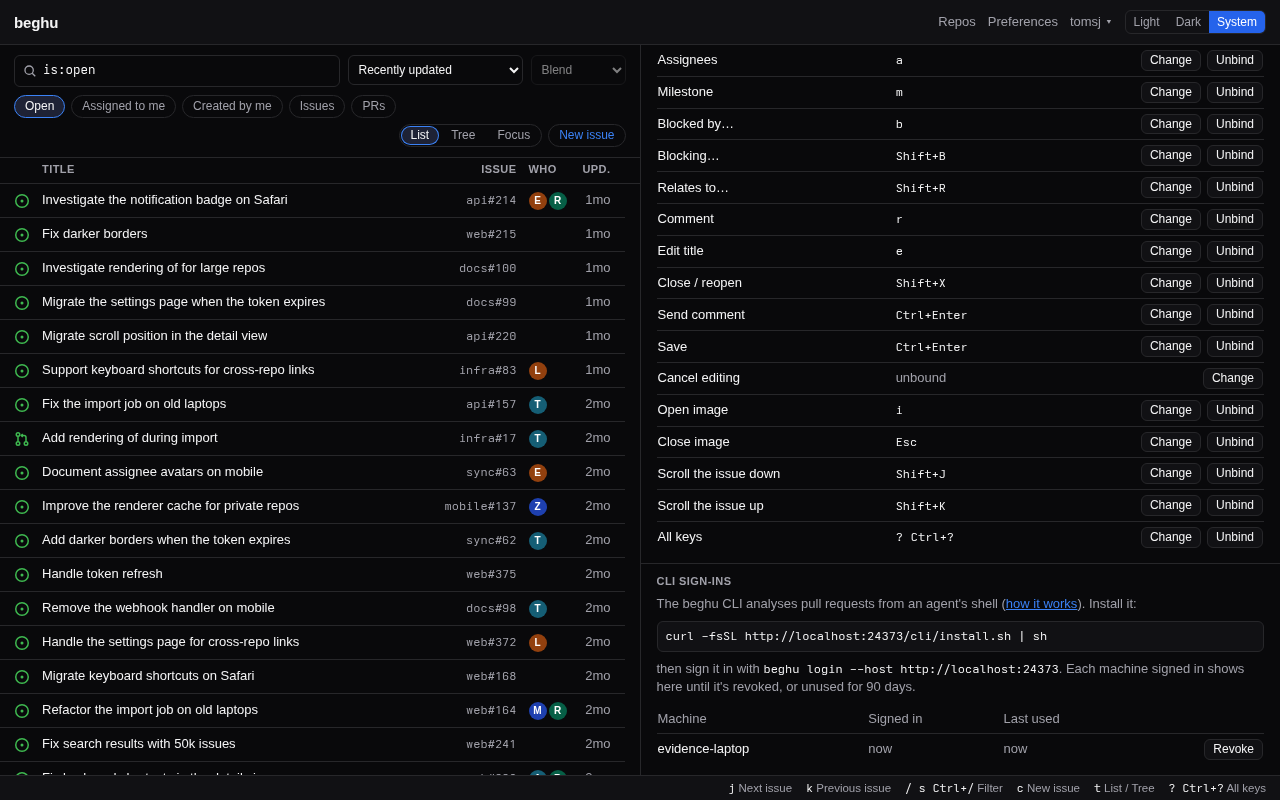 beghu
Repos Preferences tomsj ▾ Light Dark System
is:open
Recently updated
Blend
Open Assigned to me Created by me Issues PRs
List Tree Focus New issue
TITLE ISSUE WHO UPD.
Investigate the notification badge on Safari api#214 E R 1mo
Fix darker borders web#215 1mo
Investigate rendering of for large repos docs#100 1mo
Migrate the settings page when the token expires docs#99 1mo
Migrate scroll position in the detail view api#220 1mo
Support keyboard shortcuts for cross-repo links infra#83 L 1mo
Fix the import job on old laptops api#157 T 2mo
Add rendering of during import infra#17 T 2mo
Document assignee avatars on mobile sync#63 E 2mo
Improve the renderer cache for private repos mobile#137 Z 2mo
Add darker borders when the token expires sync#62 T 2mo
Handle token refresh web#375 2mo
Remove the webhook handler on mobile docs#98 T 2mo
Handle the settings page for cross-repo links web#372 L 2mo
Migrate keyboard shortcuts on Safari web#168 2mo
Refactor the import job on old laptops web#164 M R 2mo
Fix search results with 50k issues web#241 2mo
Assignees a Change Unbind
Milestone m Change Unbind
Blocked by… b Change Unbind
Blocking… Shift+B Change Unbind
Relates to… Shift+R Change Unbind
Comment r Change Unbind
Edit title e Change Unbind
Close / reopen Shift+X Change Unbind
Send comment Ctrl+Enter Change Unbind
Save Ctrl+Enter Change Unbind
Cancel editing unbound Change
Open image i Change Unbind
Close image Esc Change Unbind
Scroll the issue down Shift+J Change Unbind
Scroll the issue up Shift+K Change Unbind
All keys ? Ctrl+? Change Unbind
CLI SIGN-INS
The beghu CLI analyses pull requests from an agent's shell (how it works). Install it:
curl -fsSL http://localhost:24373/cli/install.sh | sh
then sign it in with beghu login --host http://localhost:24373. Each machine signed in shows
here until it's revoked, or unused for 90 days.
Machine Signed in Last used
evidence-laptop now now Revoke
j Next issue k Previous issue / s Ctrl+/ Filter c New issue t List / Tree ? Ctrl+? All keys